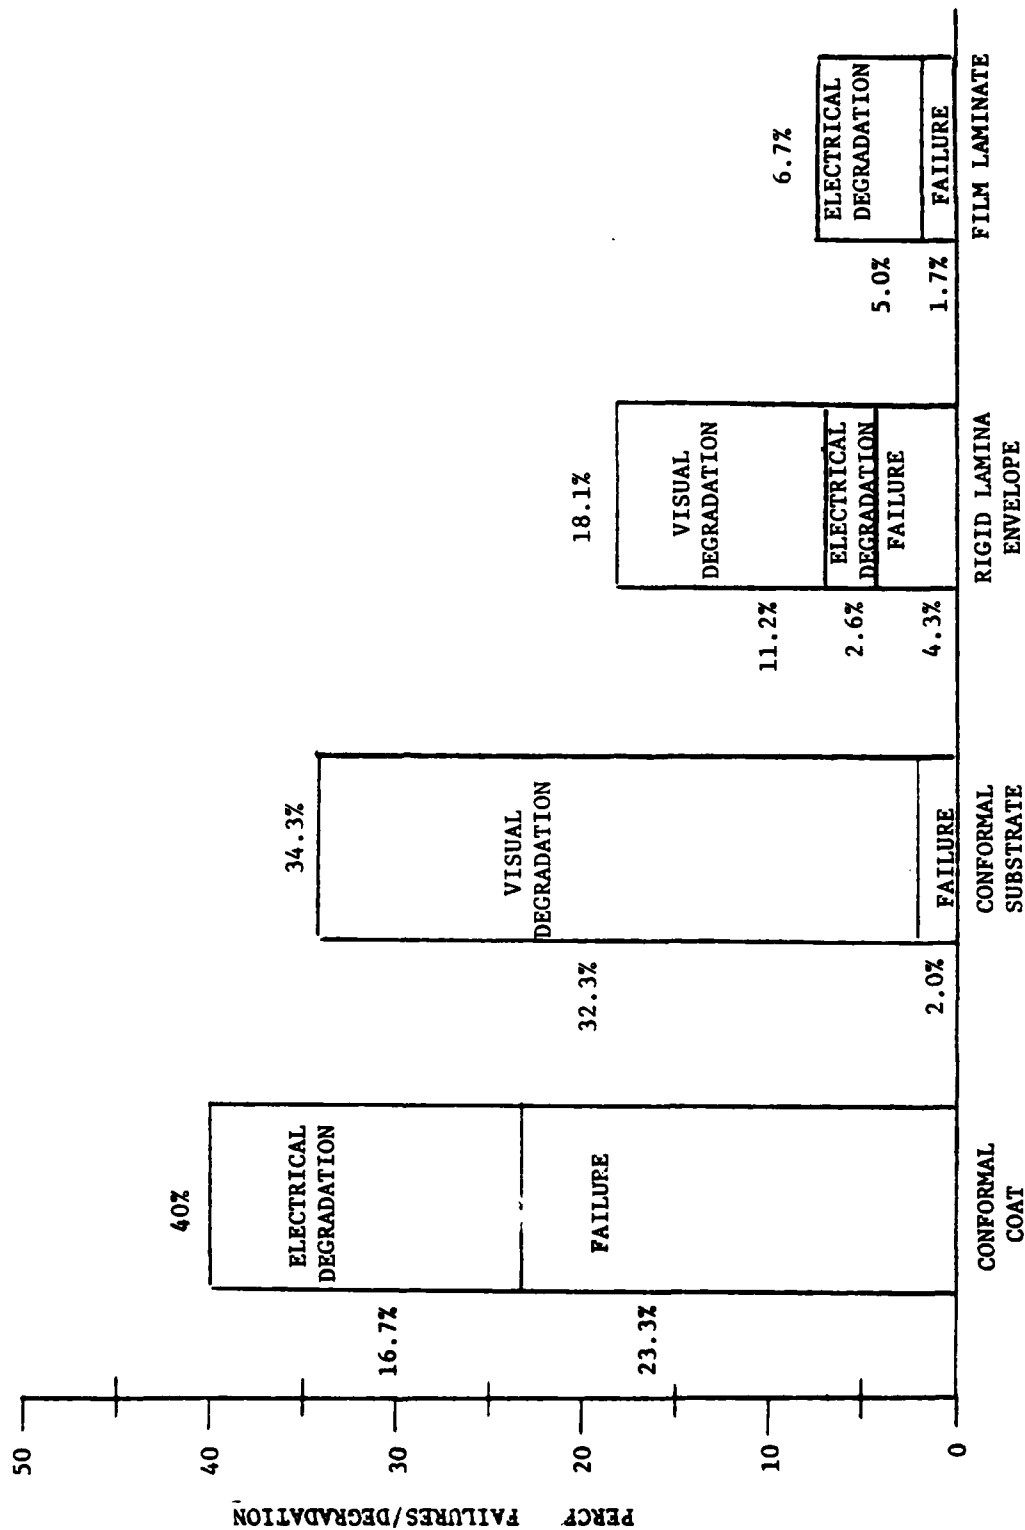 50
40
30
20
10
0
FAILURES/DEGRADATION
40%
ELECTRICAL
DEGRADATION
16.7%
FAILURE
23.3%
CONFORMAL
COAT
34.3%
VISUAL
DEGRADATION
32.3%
FAILURE
2.0%
CONFORMAL
SUBSTRATE
18.1%
VISUAL
DEGRADATION
11.2%
ELECTRICAL
DEGRADATION
2.6%
FAILURE
4.3%
RIGID LAMINA
ENVELOPE
6.7%
ELECTRICAL
DEGRADATION
5.0%
FAILURE
1.7%
FILM LAMINATE